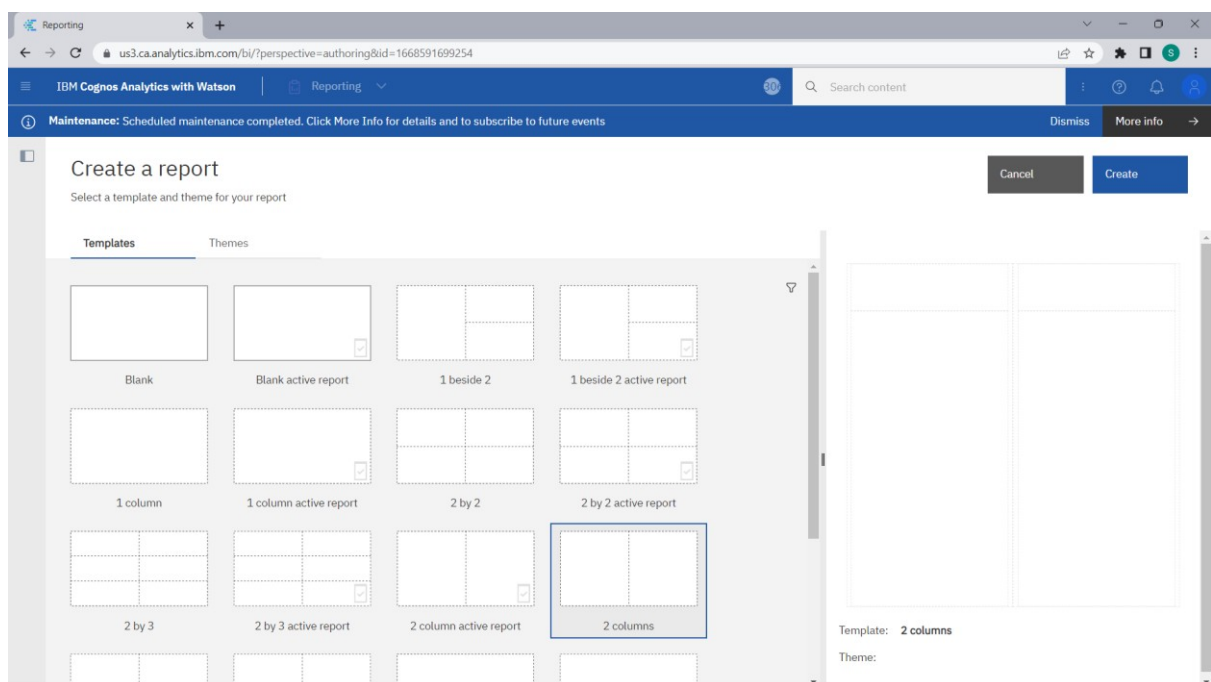 Reporting
us3.ca.analytics.ibm.com/bi/?perspective=authoring&id=1668591699254
S
IBM Cognos Analytics with Watson
Reporting
30
Search content
Maintenance: Scheduled maintenance completed. Click More Info for details and to subscribe to future events
Dismiss
More info
Create a report
Select a template and theme for your report
Cancel
Create
Templates
Themes
Blank
Blank active report
1 beside 2
1 beside 2 active report
1 column
1 column active report
2 by 2
2 by 2 active report
2 by 3
2 by 3 active report
2 column active report
2 columns
Template: 2 columns
Theme: